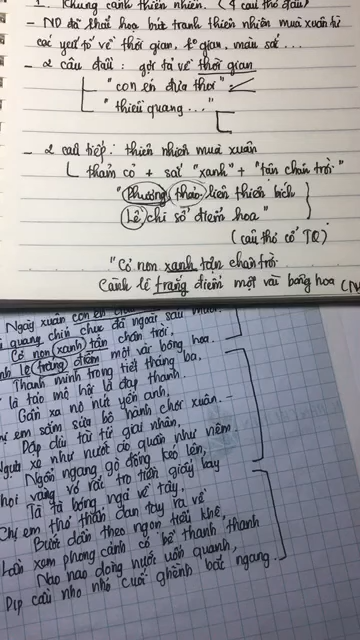 1. Khung cảnh thiên nhiên. (4 câu thơ đầu)
- ND đã khái họa bức tranh thiên nhiên mùa xuân từ
các yếu tố về thời gian, k gian, màu sắc ...
- 2 câu đầu: gợi tả về thời gian
"con én đưa thoi"
"thiều quang..."
- 2 câu tiếp: thiên nhiên mùa xuân
thảm cỏ + sắc "xanh" + "tận chân trời"
"Phương thảo liên thiên bích
Lê chi sổ điểm hoa"
(câu thơ cổ TQ)
"Cỏ non xanh tận chân trời
Cành lê trắng điểm một vài bông hoa
Ngày xuân con én
quang chín chục đã ngoài sáu mươi.
Cỏ non (xanh) tận chân trời,
lê (trắng) điểm một vài bông hoa.
Thanh minh trong tiết tháng ba,
là tảo mộ hội là đạp thanh.
Gần xa nô nức yến anh,
em sắm sửa bộ hành chơi xuân.
Dập dìu tài tử giai nhân,
Ngựa xe như nước áo quần như nêm.
Ngổn ngang gò đống kéo lên,
vàng vó rắc tro tiền giấy bay
Tà tà bóng ngả về tây,
Chị em thơ thẩn dan tay ra về
Bước dần theo ngọn tiểu khê,
Lần xem phong cảnh có bề thanh thanh
Nao nao dòng nước uốn quanh,
Dịp cầu nho nhỏ cuối ghềnh bắc ngang.